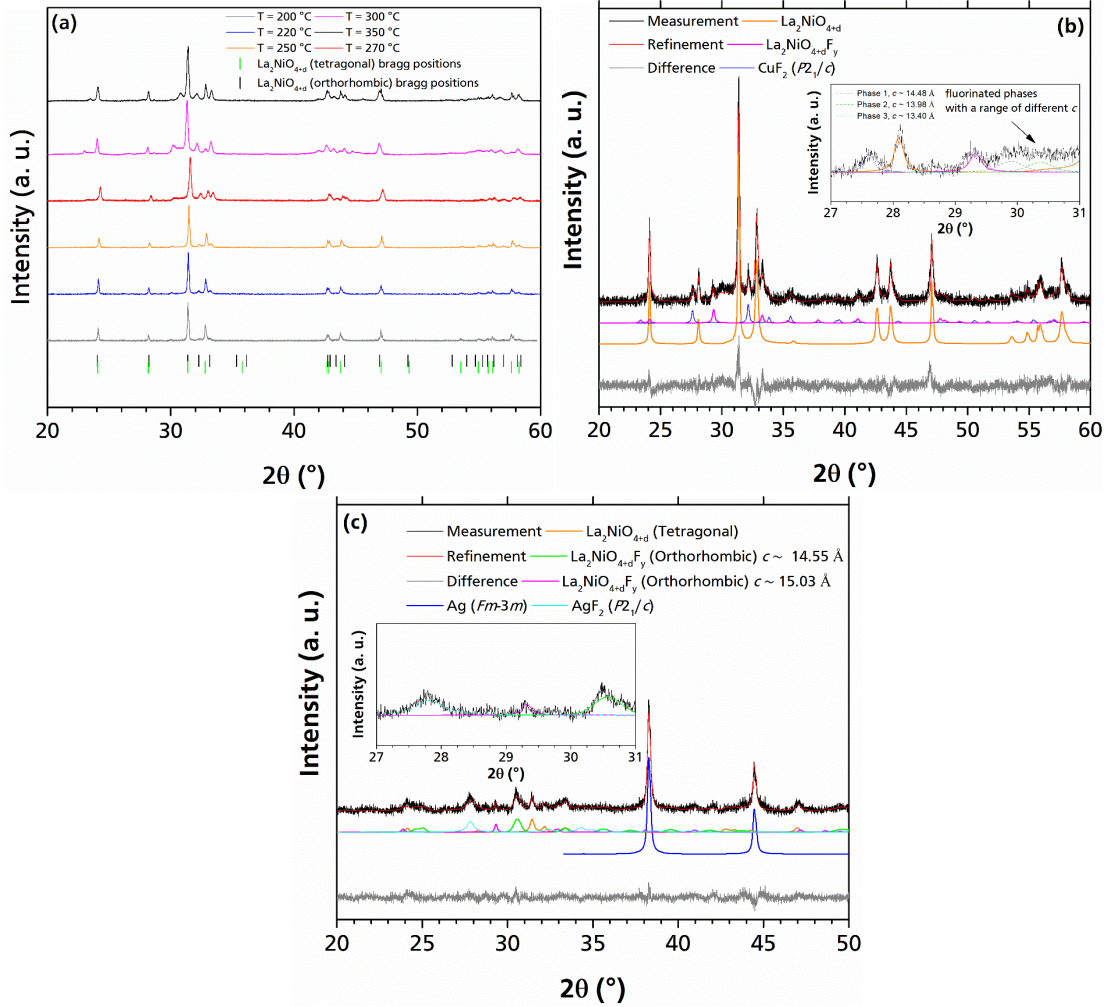 (a)
T = 200 °C T = 300 °C
T = 220 °C T = 350 °C
T = 250 °C T = 270 °C
La₂NiO₄₊d (tetragonal) bragg positions
La₂NiO₄₊d (orthorhombic) bragg positions
Intensity (a. u.)
20 30 40 50 60
2θ (°)
(b)
Measurement La₂NiO₄₊d
Refinement La₂NiO₄₊dFy
Difference CuF₂ (P2₁/c)
Phase 1, c ~ 14.48 Å
Phase 2, c ~ 13.98 Å
Phase 3, c ~ 13.40 Å
fluorinated phases
with a range of different c
Intensity (a. u.)
27 28 29 30 31
2θ (°)
Intensity (a. u.)
20 25 30 35 40 45 50 55 60
2θ (°)
(c)
Measurement La₂NiO₄₊d (Tetragonal)
Refinement La₂NiO₄₊dFy (Orthorhombic) c ~ 14.55 Å
Difference La₂NiO₄₊dFy (Orthorhombic) c ~ 15.03 Å
Ag (Fm-3m) AgF₂ (P2₁/c)
Intensity (a. u.)
27 28 29 30 31
2θ (°)
Intensity (a. u.)
20 25 30 35 40 45 50
2θ (°)